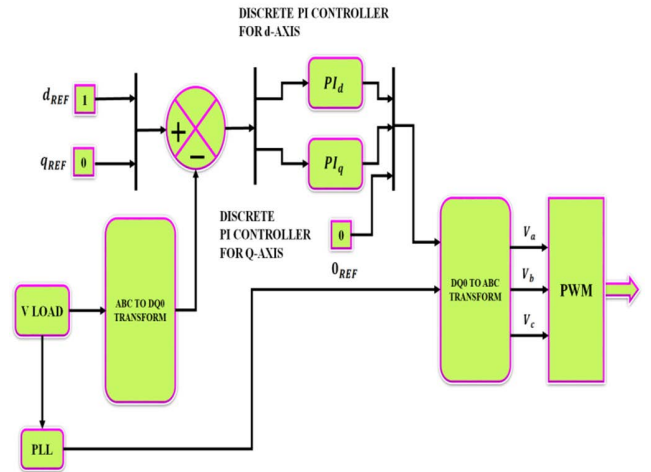 DISCRETE PI CONTROLLER
FOR d-AXIS
d_REF 1
PI_d
+
−
q_REF 0
PI_q
DISCRETE
PI CONTROLLER
FOR Q-AXIS
0
0_REF
V LOAD
ABC TO DQ0
TRANSFORM
DQ0 TO ABC
TRANSFORM
V_a
V_b
V_c
PWM
PLL